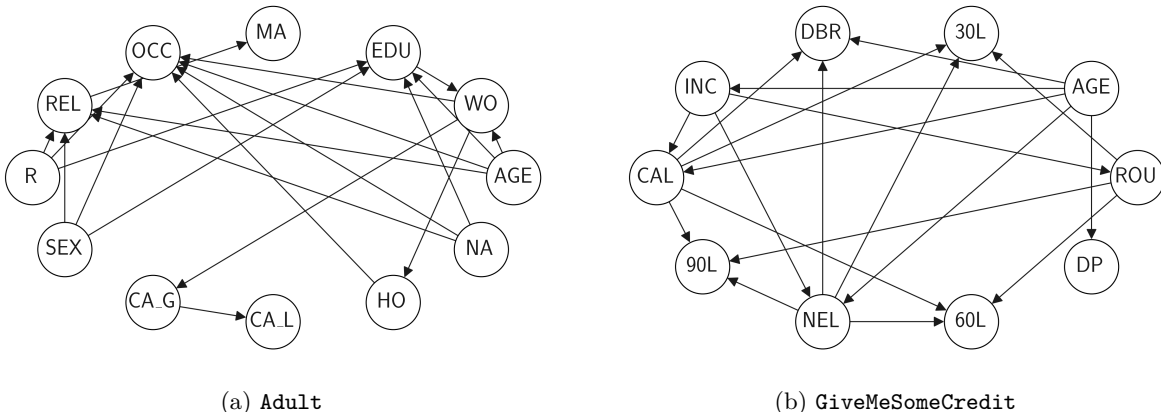 MA
OCC
EDU
REL
WO
R
AGE
SEX
NA
CA_G
HO
CA_L
(a) Adult
DBR
30L
INC
AGE
CAL
ROU
90L
DP
NEL
60L
(b) GiveMeSomeCredit